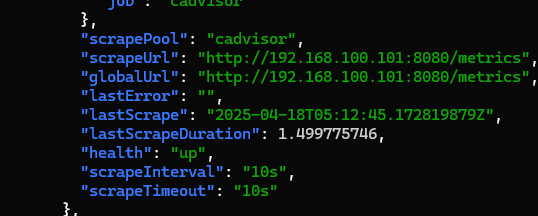 "job": "cadvisor"
},
"scrapePool": "cadvisor",
"scrapeUrl": "http://192.168.100.101:8080/metrics",
"globalUrl": "http://192.168.100.101:8080/metrics",
"lastError": "",
"lastScrape": "2025-04-18T05:12:45.172819879Z",
"lastScrapeDuration": 1.499775746,
"health": "up",
"scrapeInterval": "10s",
"scrapeTimeout": "10s"
},